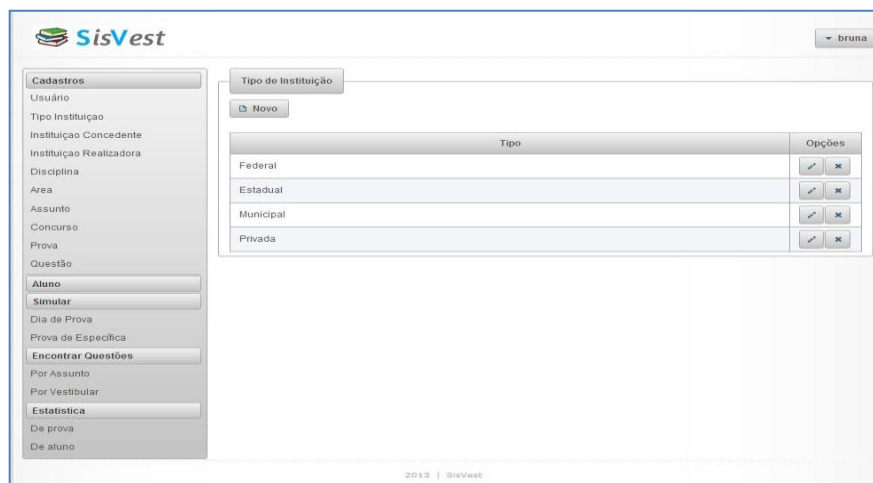 SisVest
bruna
Cadastros
Usuário
Tipo Instituiçao
Instituiçao Concedente
Instituiçao Realizadora
Disciplina
Area
Assunto
Concurso
Prova
Questão
Aluno
Simular
Dia de Prova
Prova de Específica
Encontrar Questões
Por Assunto
Por Vestibular
Estatistica
De prova
De aluno
Tipo de Instituição
Novo
Tipo Opções
Federal
Estadual
Municipal
Privada
2013 | SisVest